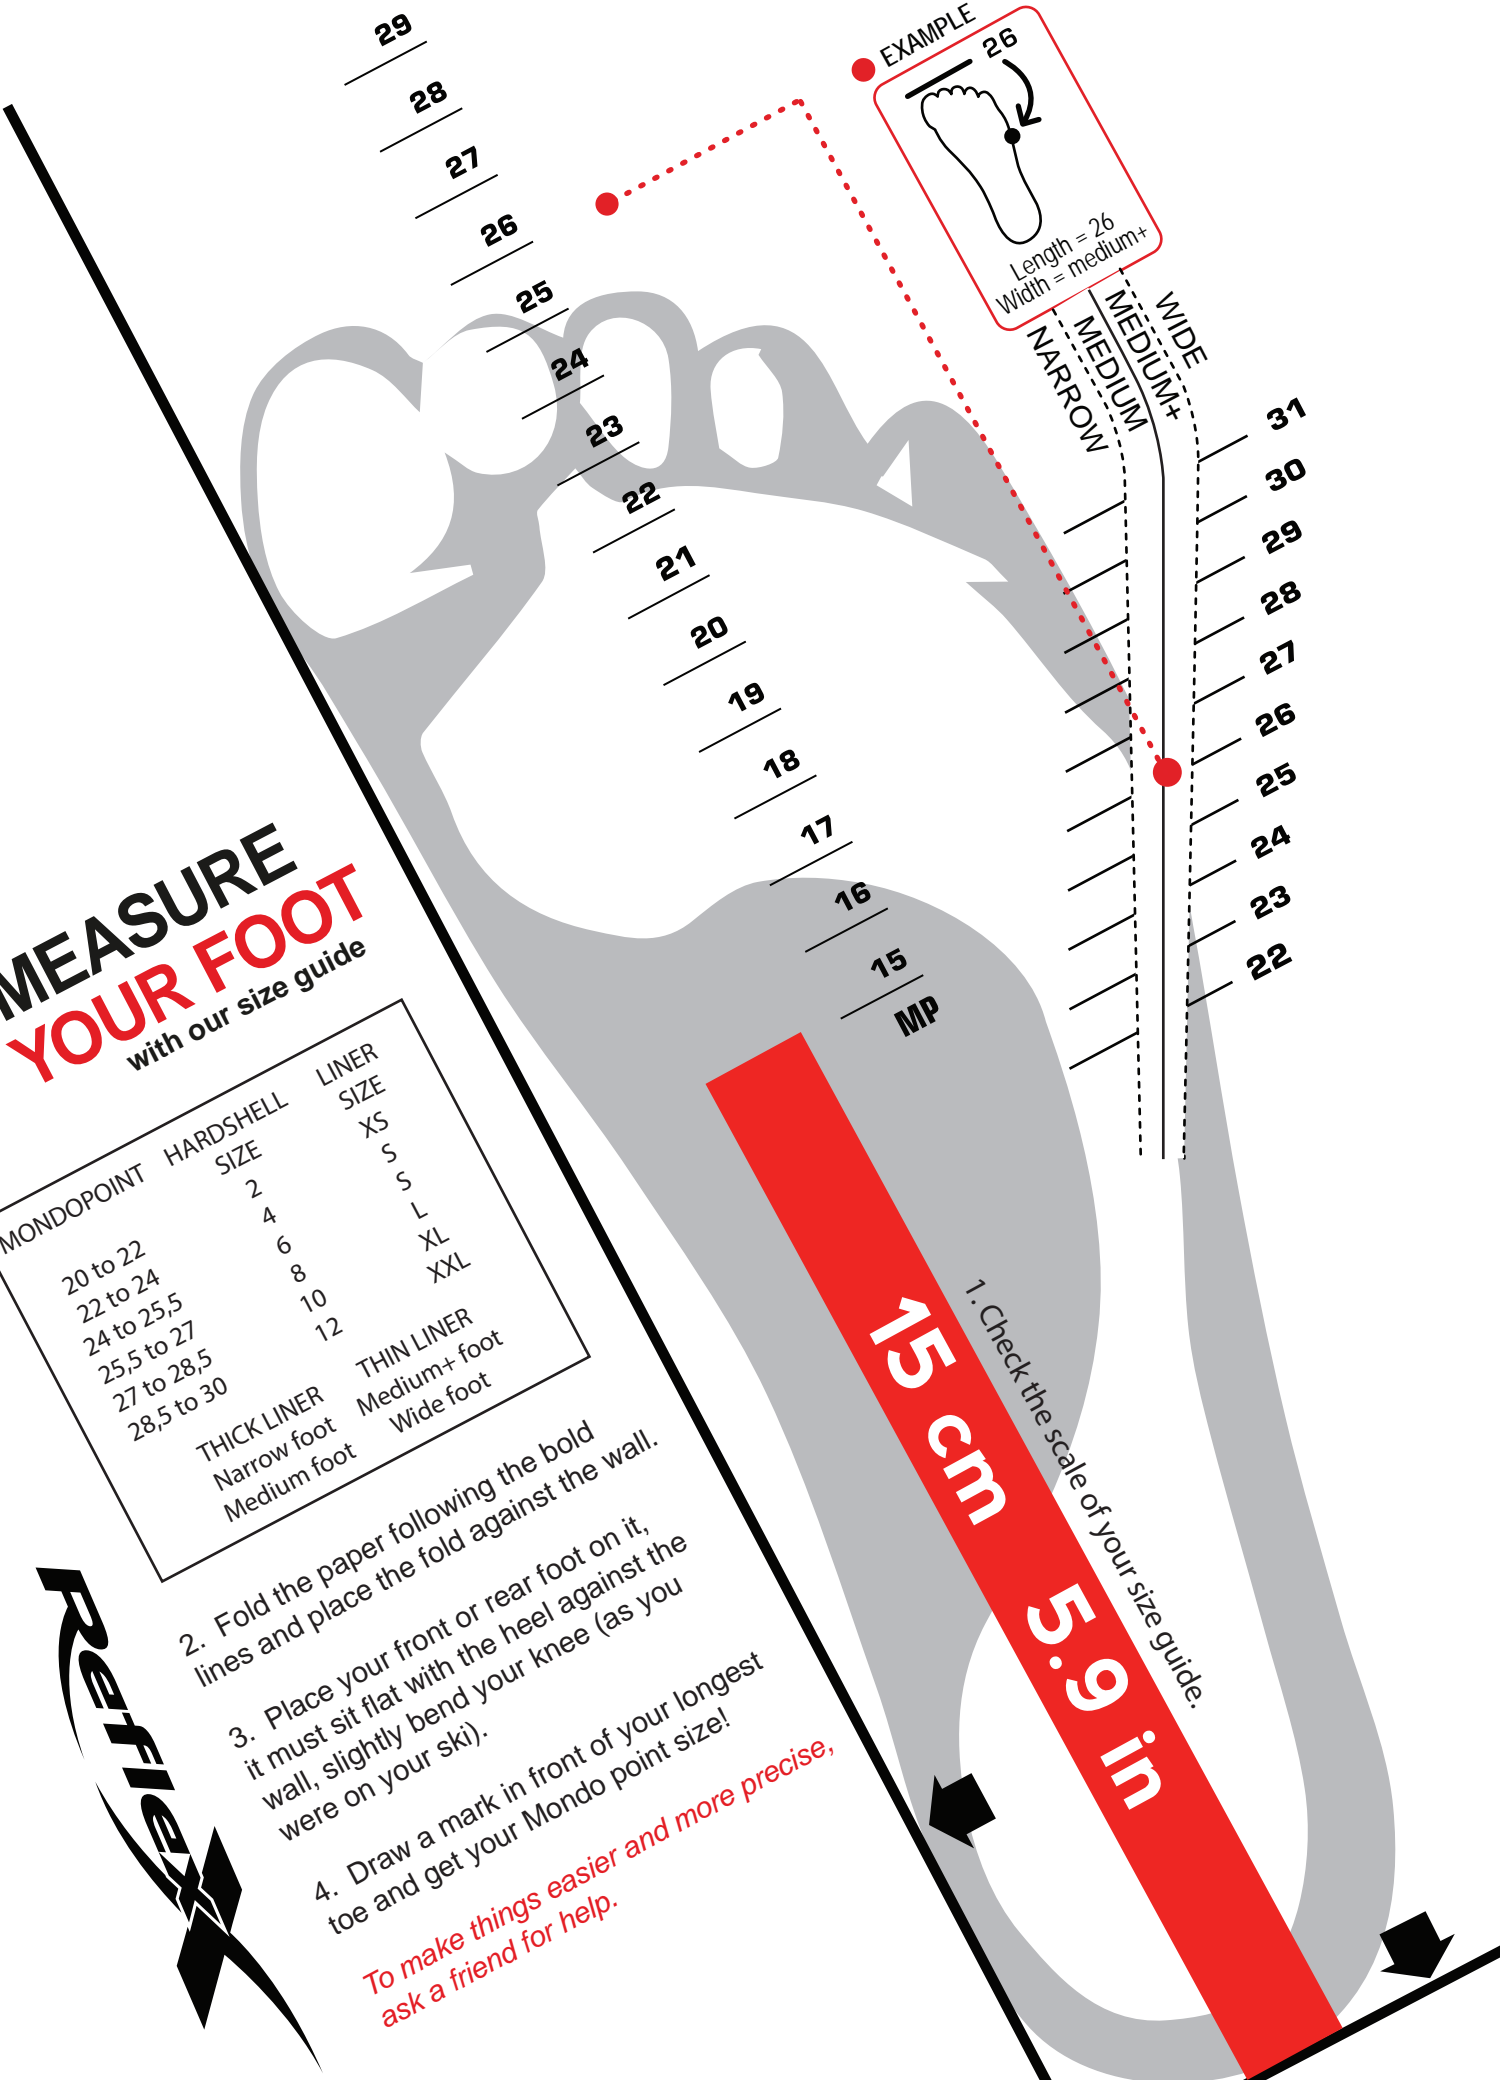 29
28
27
26
25
24
23
22
21
20
19
18
17
16
15
MP
EXAMPLE
26
Length = 26
Width = medium+
NARROW
MEDIUM
MEDIUM+
WIDE
31
30
29
28
27
26
25
24
23
22
MEASURE
YOUR FOOT
with our size guide
MONDOPOINT HARDSHELL SIZE LINER SIZE
20 to 22 2 XS
22 to 24 4 S
24 to 25,5 6 S
25,5 to 27 8 L
27 to 28,5 10 XL
28,5 to 30 12 XXL
THICK LINER THIN LINER
Narrow foot Medium+ foot
Medium foot Wide foot
15 cm 5.9 in
1. Check the scale of your size guide.
2. Fold the paper following the bold
lines and place the fold against the wall.
3. Place your front or rear foot on it,
it must sit flat with the heel against the
wall, slightly bend your knee (as you
were on your ski).
4. Draw a mark in front of your longest
toe and get your Mondo point size!
To make things easier and more precise,
ask a friend for help.
RefleX